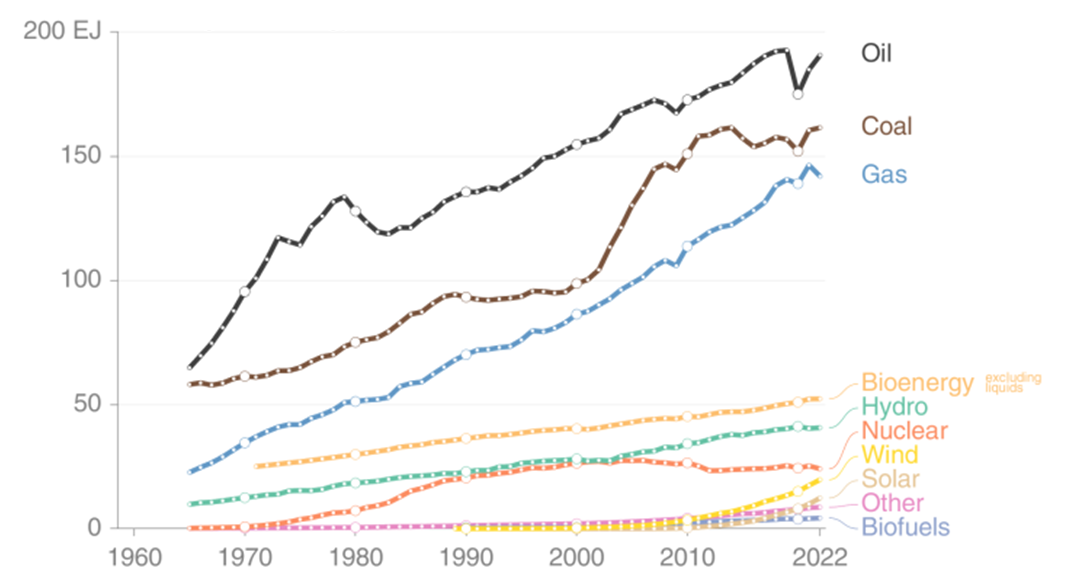 200 EJ
Oil
Coal
150
Gas
100
50
Bioenergy excluding
liquids
Hydro
Nuclear
Wind
Solar
Other
0
Biofuels
1960 1970 1980 1990 2000 2010 2022